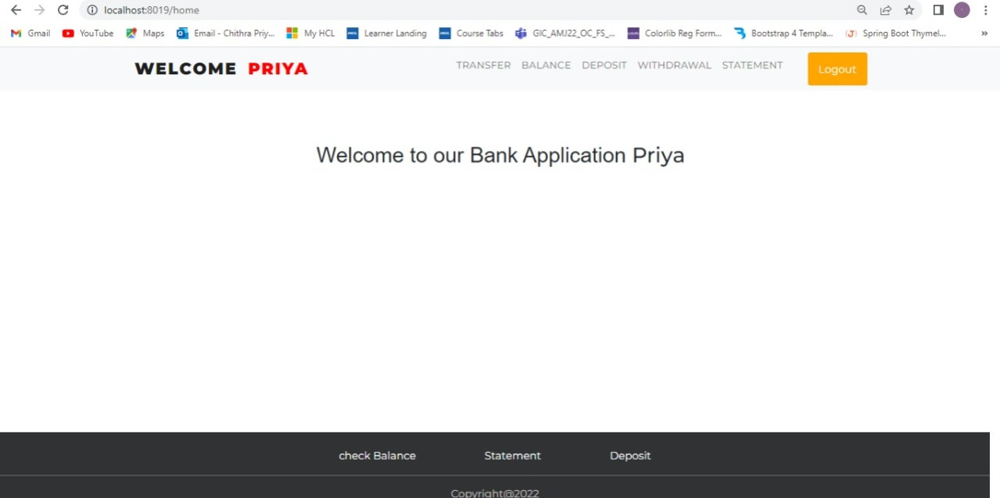 localhost:8019/home
Gmail YouTube Maps Email - Chithra Priy... My HCL Learner Landing Course Tabs GIC_AMJ22_OC_FS_... Colorlib Reg Form... Bootstrap 4 Templa... Spring Boot Thymel... »
WELCOME PRIYA TRANSFER BALANCE DEPOSIT WITHDRAWAL STATEMENT Logout
Welcome to our Bank Application Priya
check Balance Statement Deposit
Copyright@2022